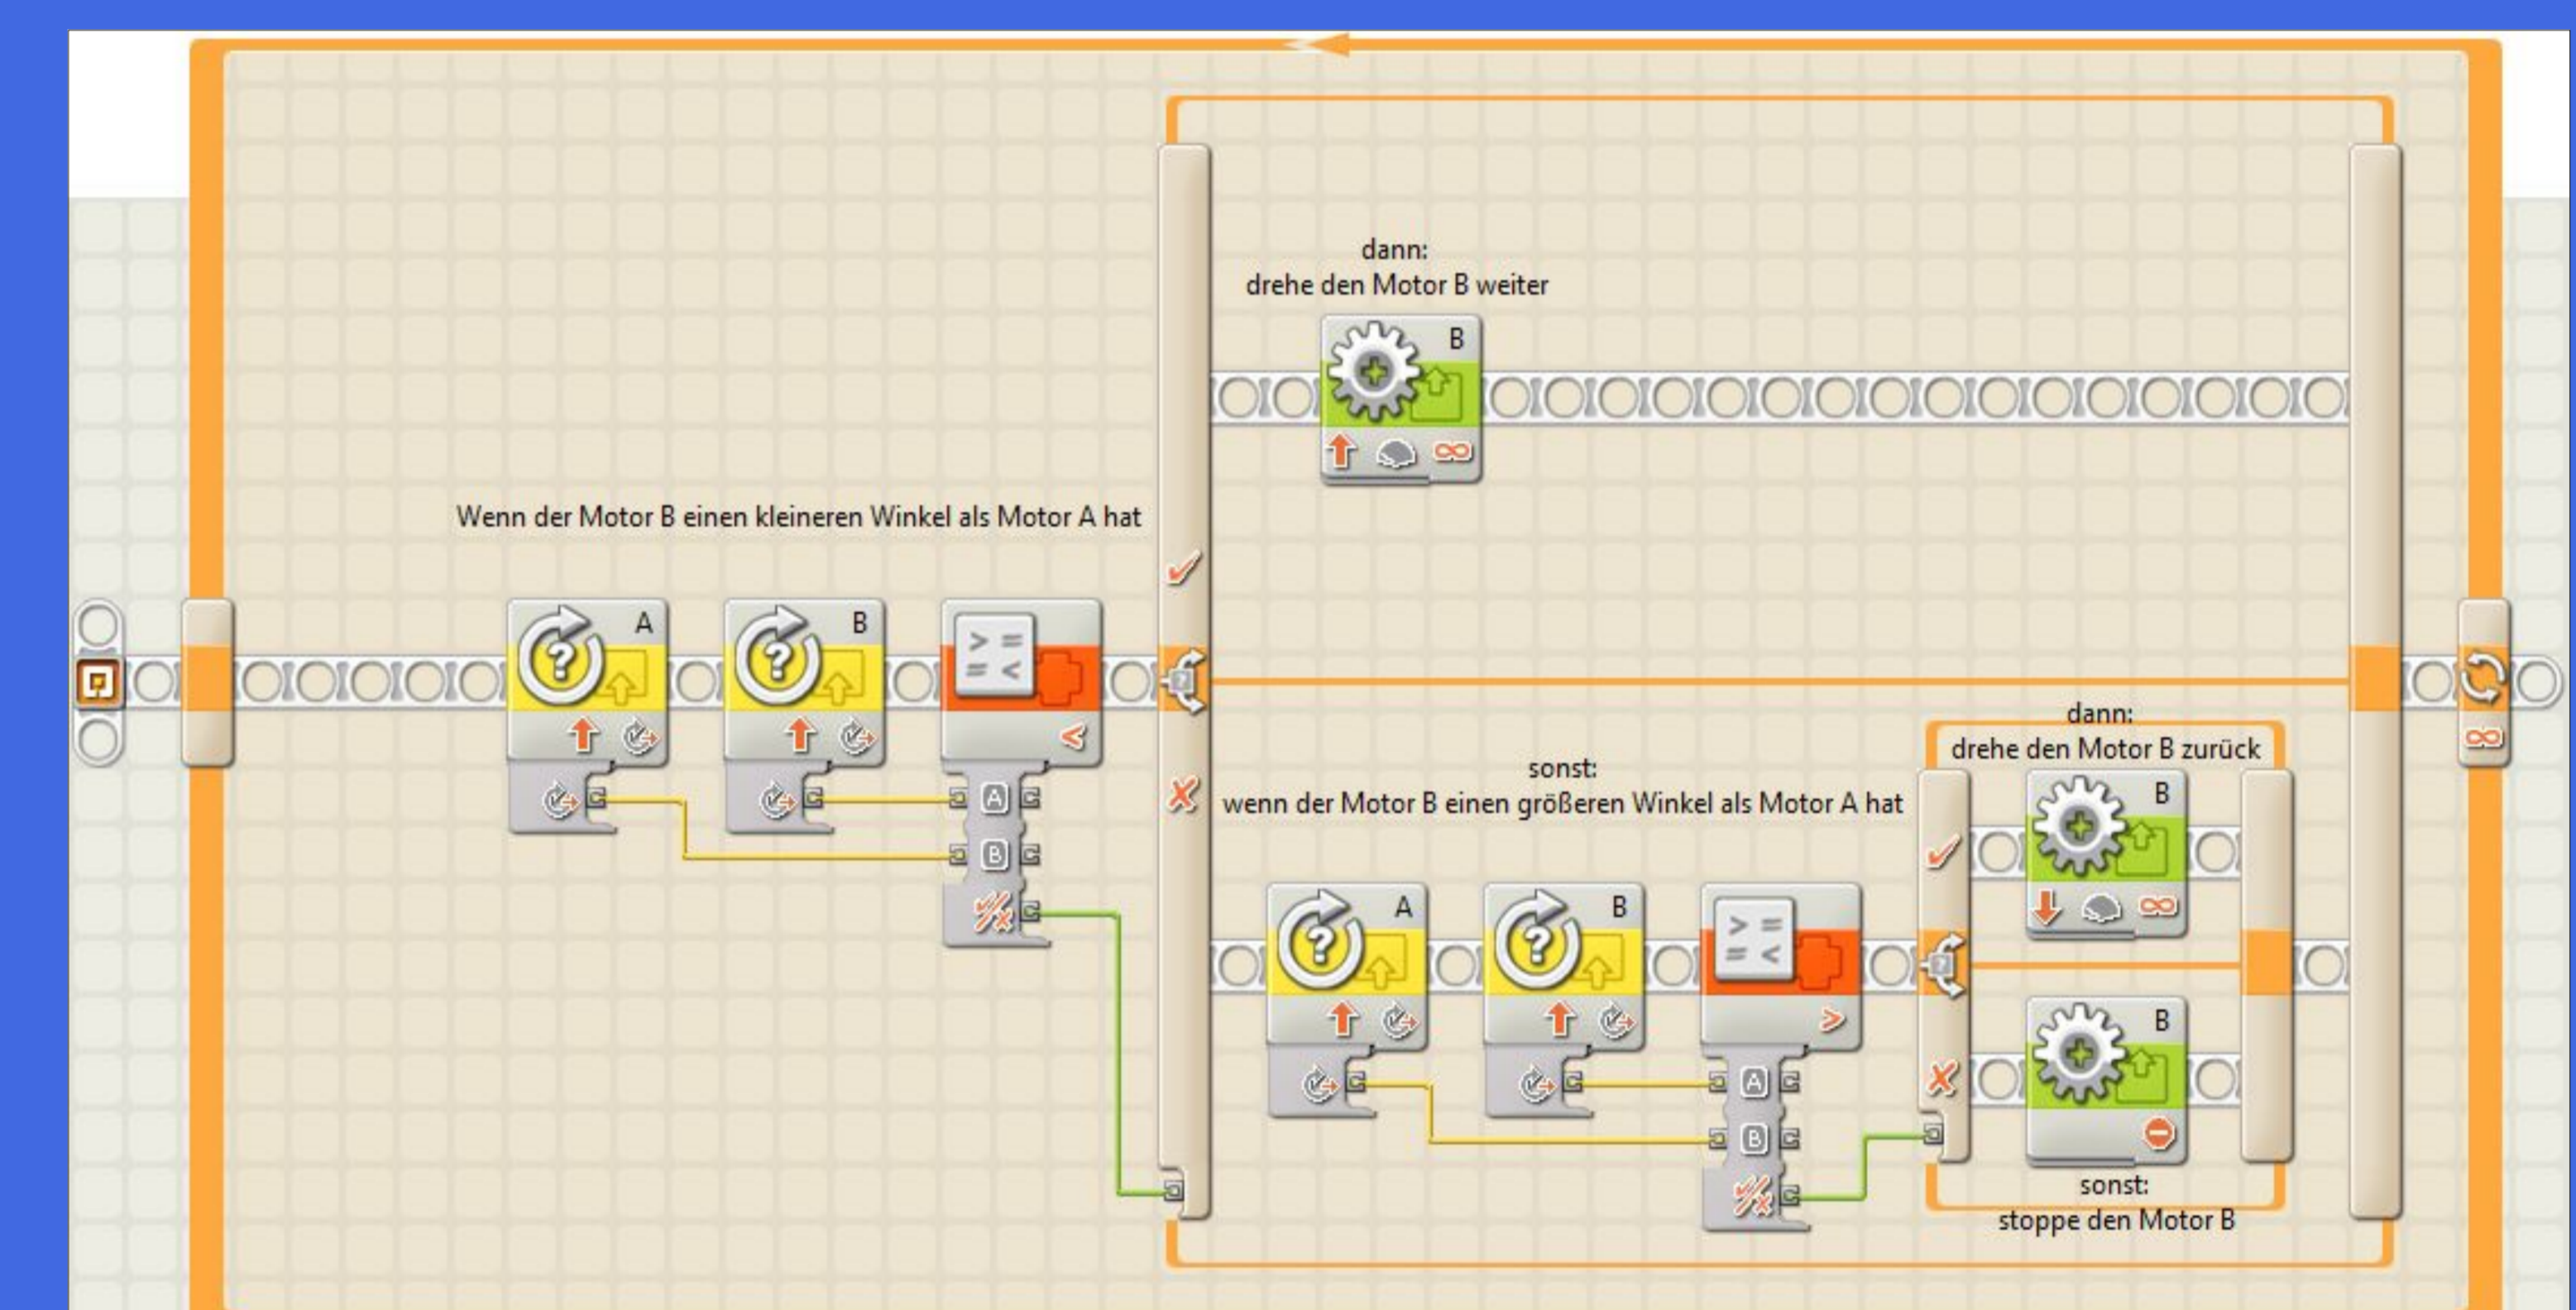 dann:
drehe den Motor B weiter
B
Wenn der Motor B einen kleineren Winkel als Motor A hat
A
B
> =
= <
<
A
B
sonst:
wenn der Motor B einen größeren Winkel als Motor A hat
dann:
drehe den Motor B zurück
B
A
B
> =
= <
>
A
B
B
sonst:
stoppe den Motor B